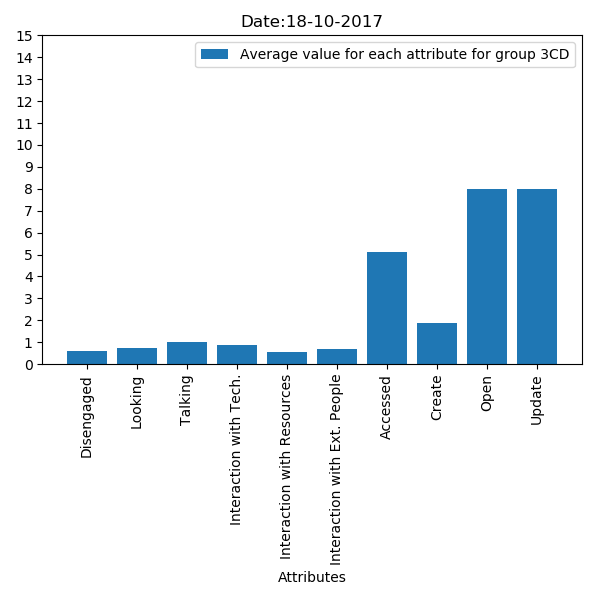 Date:18-10-2017
Average value for each attribute for group 3CD
15
14
13
12
11
10
9
8
7
6
5
4
3
2
1
0
Disengaged
Looking
Talking
Interaction with Tech.
Interaction with Resources
Interaction with Ext. People
Accessed
Create
Open
Update
Attributes